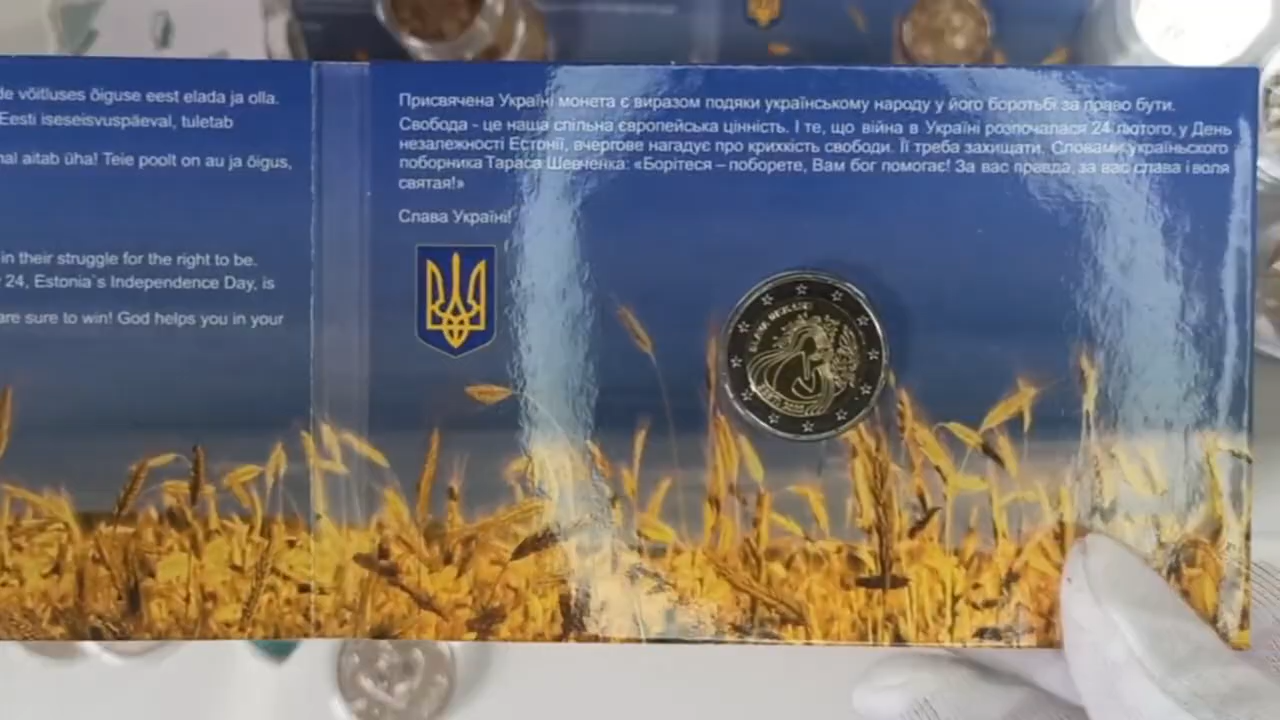 de võitluses õiguse eest elada ja olla.
Eesti iseseisvuspäeval, tuletab
aitab üha! Teie poolt on au ja õigus,
in their struggle for the right to be.
24, Estonia`s Independence Day, is
are sure to win! God helps you in your
Присвячена Україні монета є виразом подяки українському народу у його боротьбі за право бути.
Свобода - це наша спільна європейська цінність. І те, що війна в Україні розпочалася 24 лютого, у День
незалежності Естонії, вчергове нагадує про крихкість свободи. Її треба захищати. Словами українського
поборника Тараса Шевченка: «Борітеся – поборете, Вам бог помогає! За вас правда, за вас слава і воля
святая!»
Слава Україні!